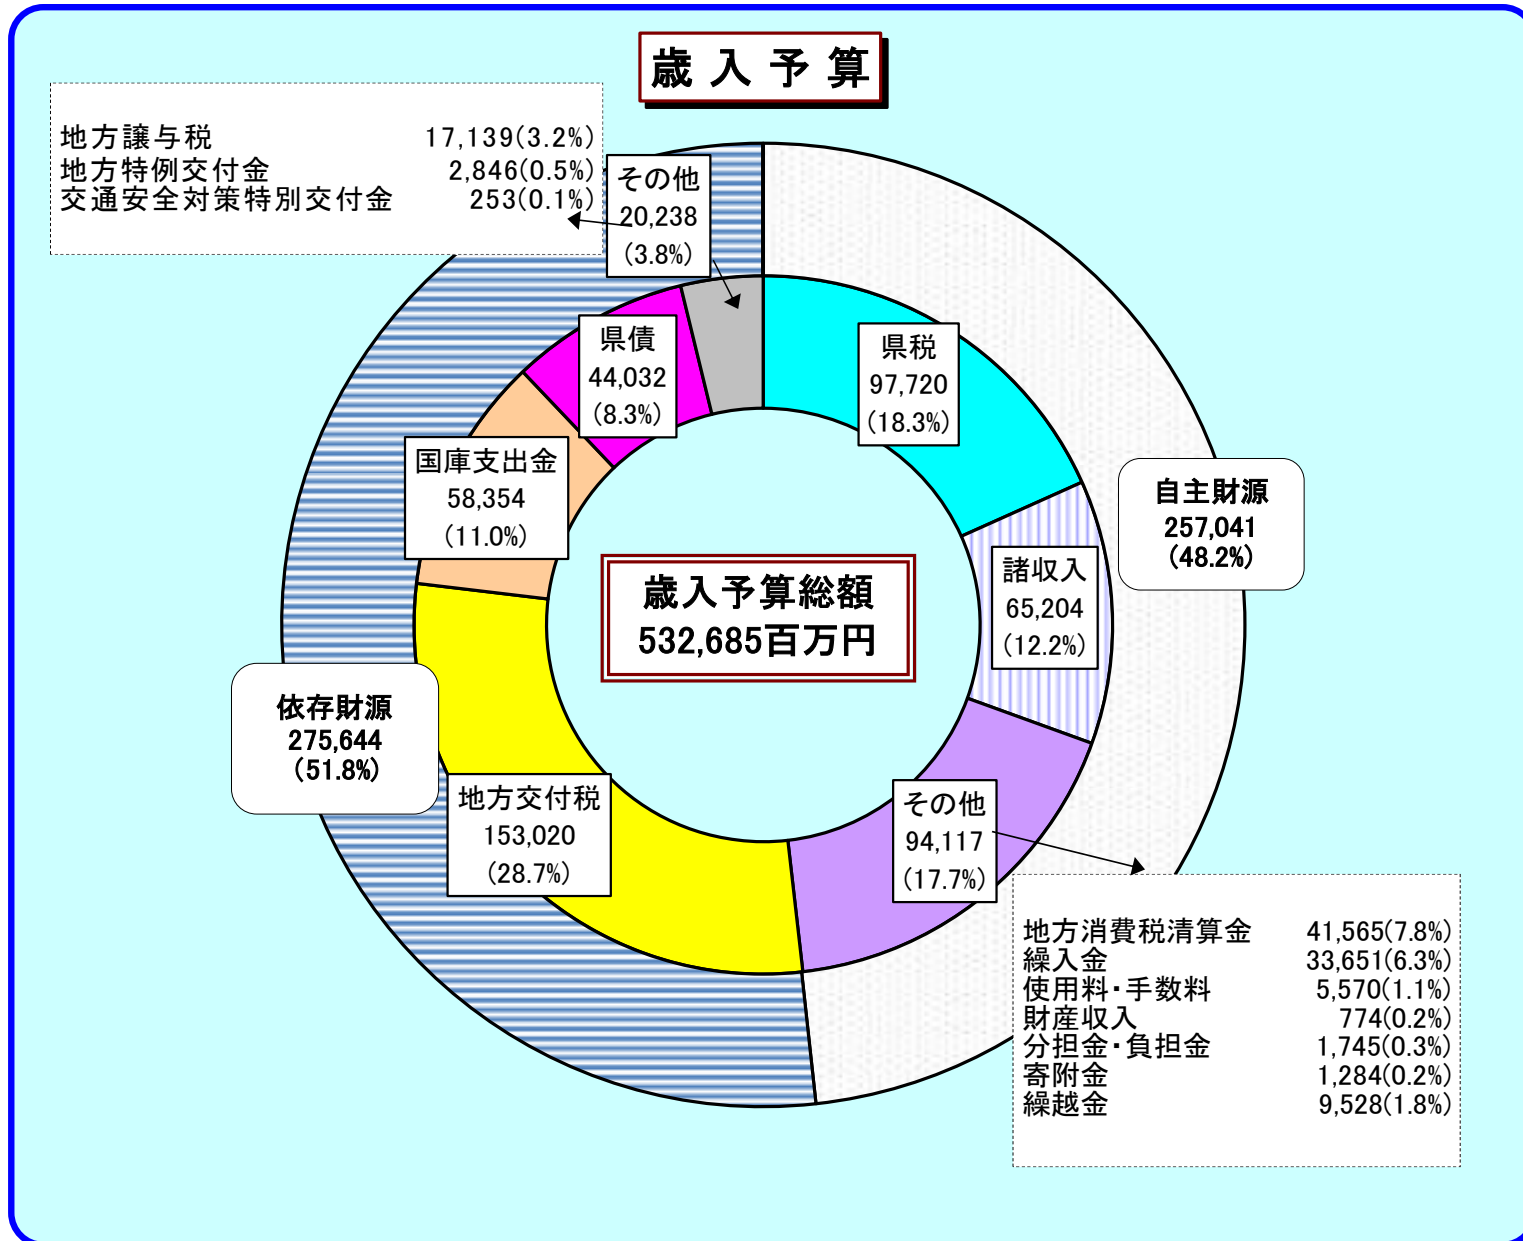 歳入予算
地方譲与税 17,139(3.2%)
地方特例交付金 2,846(0.5%)
交通安全対策特別交付金 253(0.1%)
その他
20,238
(3.8%)
県債
44,032
(8.3%)
県税
97,720
(18.3%)
国庫支出金
58,354
(11.0%)
自主財源
257,041
(48.2%)
諸収入
65,204
(12.2%)
歳入予算総額
532,685百万円
依存財源
275,644
(51.8%)
地方交付税
153,020
(28.7%)
その他
94,117
(17.7%)
地方消費税清算金 41,565(7.8%)
繰入金 33,651(6.3%)
使用料・手数料 5,570(1.1%)
財産収入 774(0.2%)
分担金・負担金 1,745(0.3%)
寄附金 1,284(0.2%)
繰越金 9,528(1.8%)